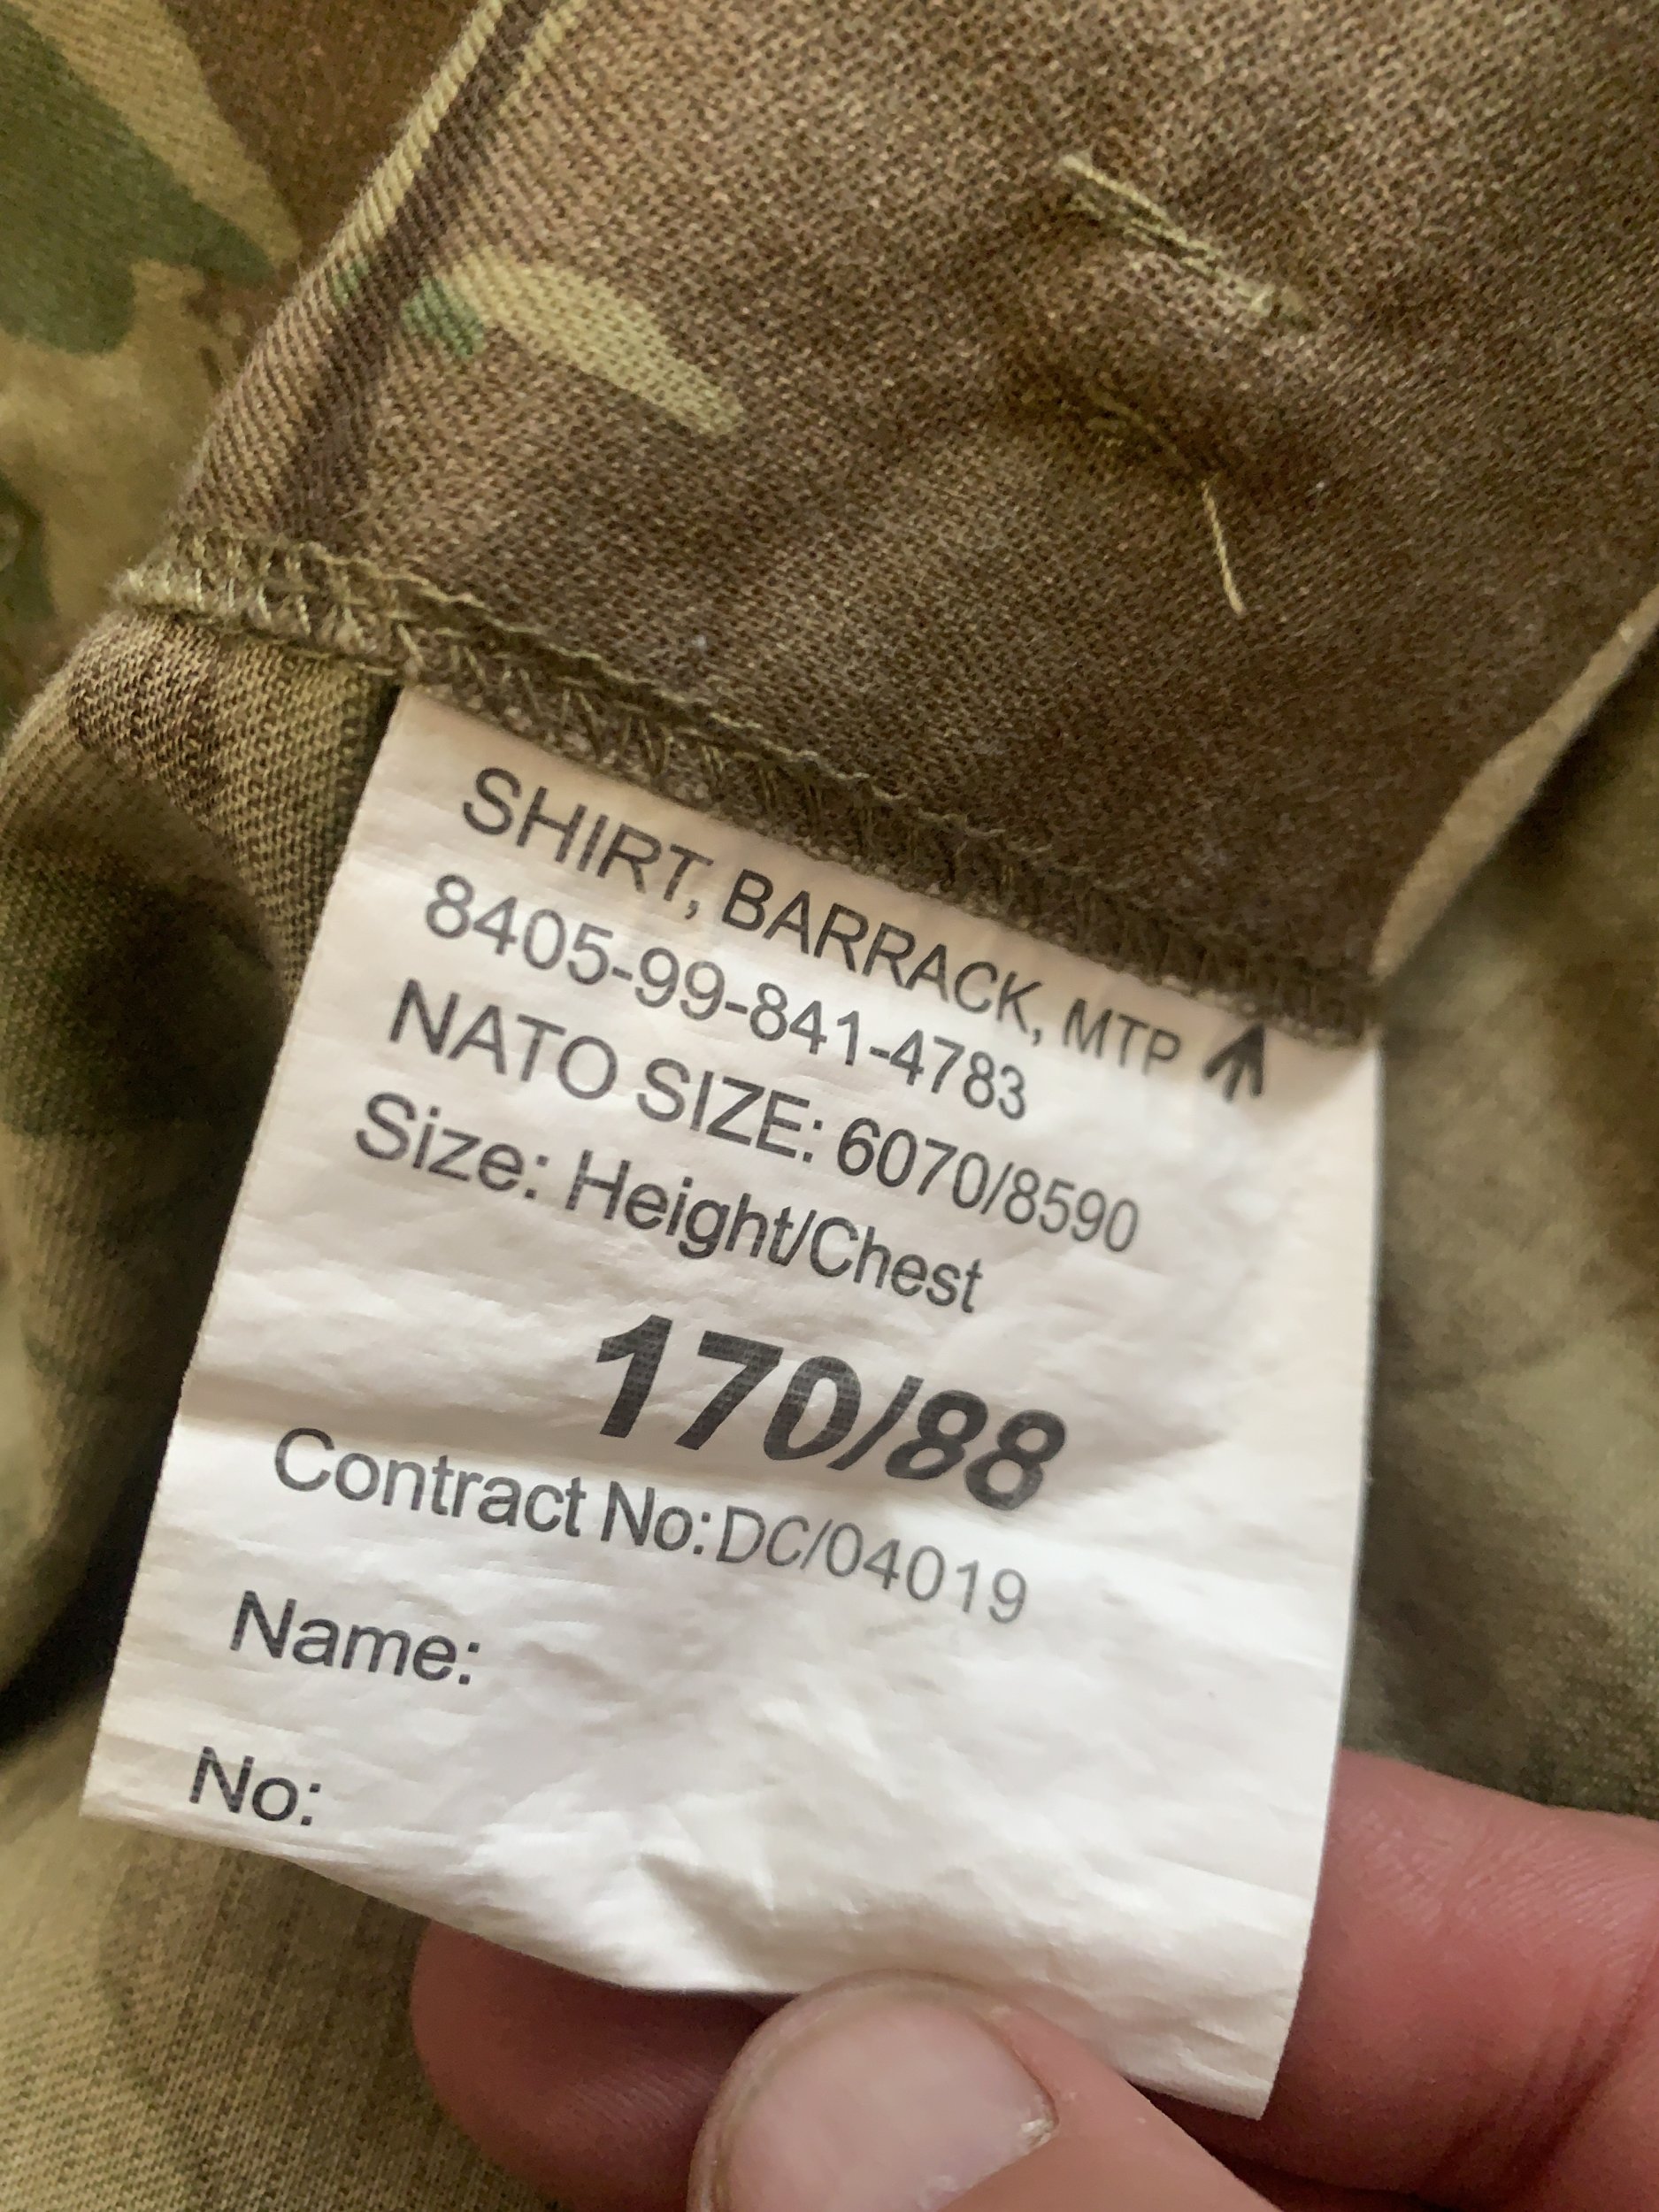 SHIRT, BARRACK, MTP
8405-99-841-4783
NATO SIZE: 6070/8590
Size: Height/Chest
170/88
Contract No:DC/04019
Name:
No: